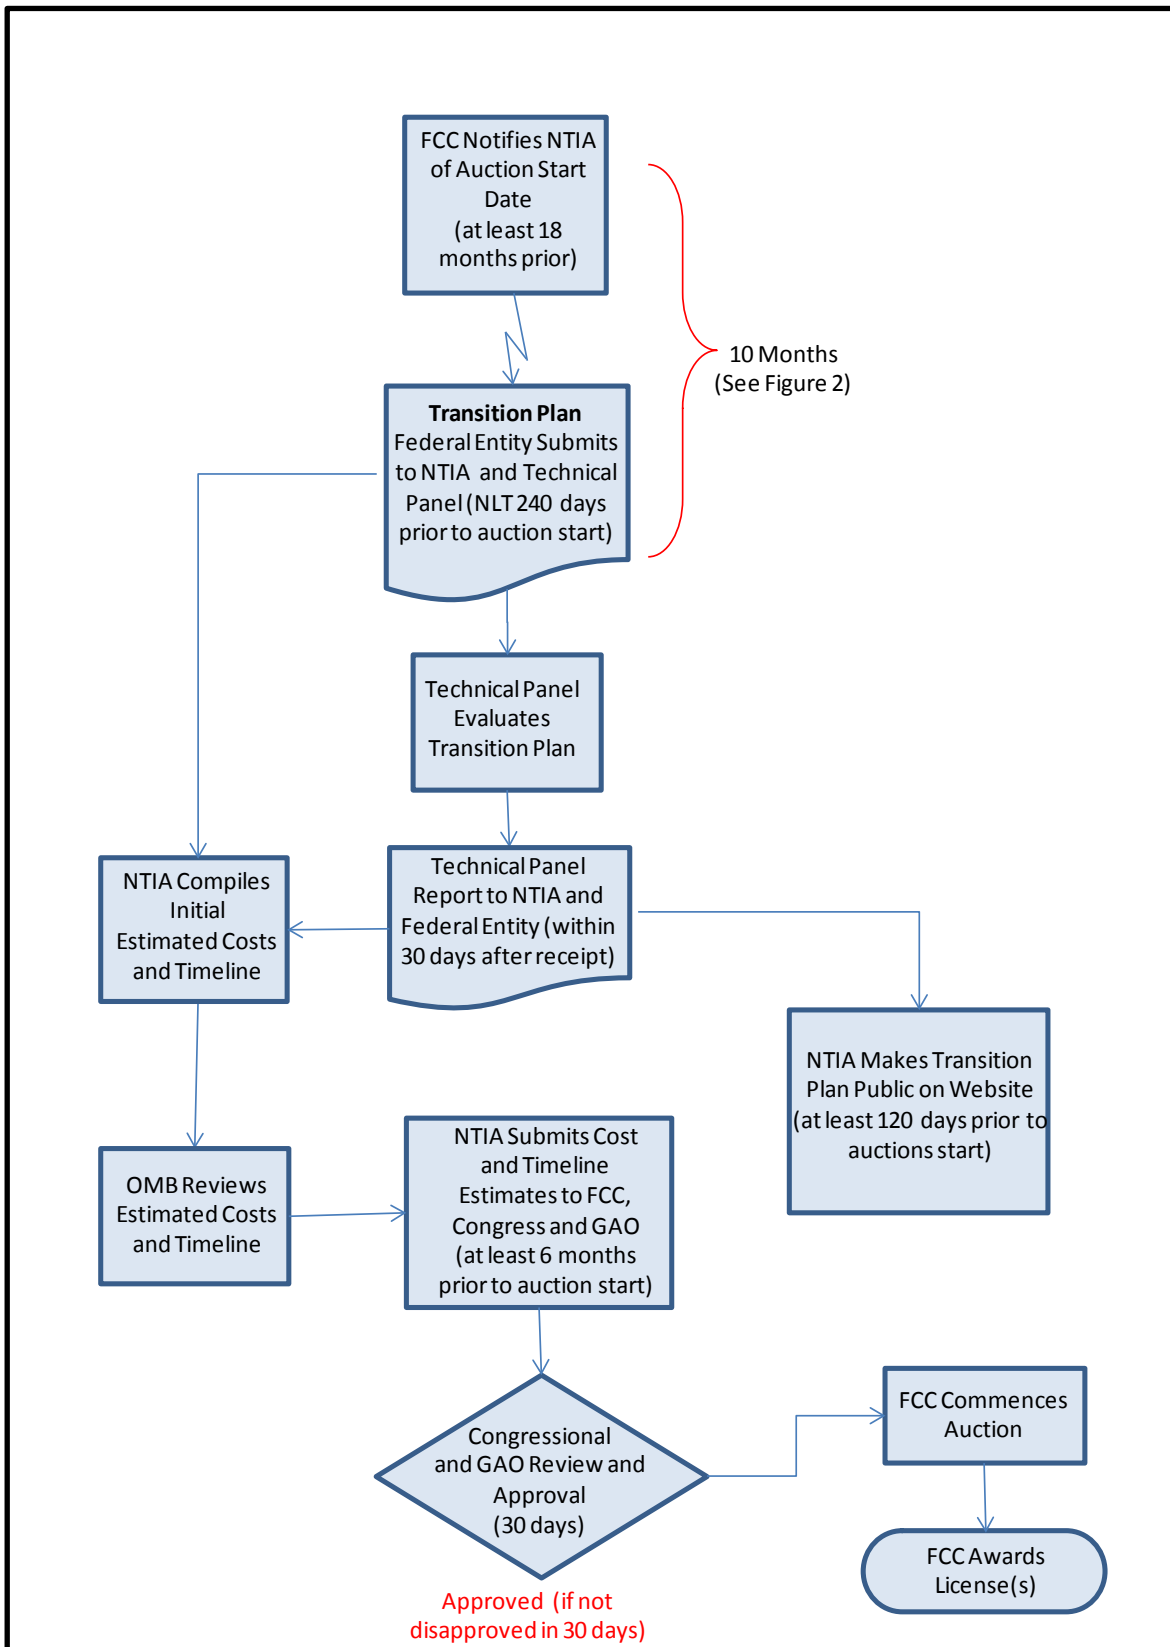 FCC Notifies NTIA
of Auction Start
Date
(at least 18
months prior)
10 Months
(See Figure 2)
Transition Plan
Federal Entity Submits
to NTIA and Technical
Panel (NLT 240 days
prior to auction start)
Technical Panel
Evaluates
Transition Plan
NTIA Compiles
Initial
Estimated Costs
and Timeline
Technical Panel
Report to NTIA and
Federal Entity (within
30 days after receipt)
NTIA Makes Transition
Plan Public on Website
(at least 120 days prior to
auctions start)
OMB Reviews
Estimated Costs
and Timeline
NTIA Submits Cost
and Timeline
Estimates to FCC,
Congress and GAO
(at least 6 months
prior to auction start)
Congressional
and GAO Review and
Approval
(30 days)
Approved (if not
disapproved in 30 days)
FCC Commences
Auction
FCC Awards
License(s)